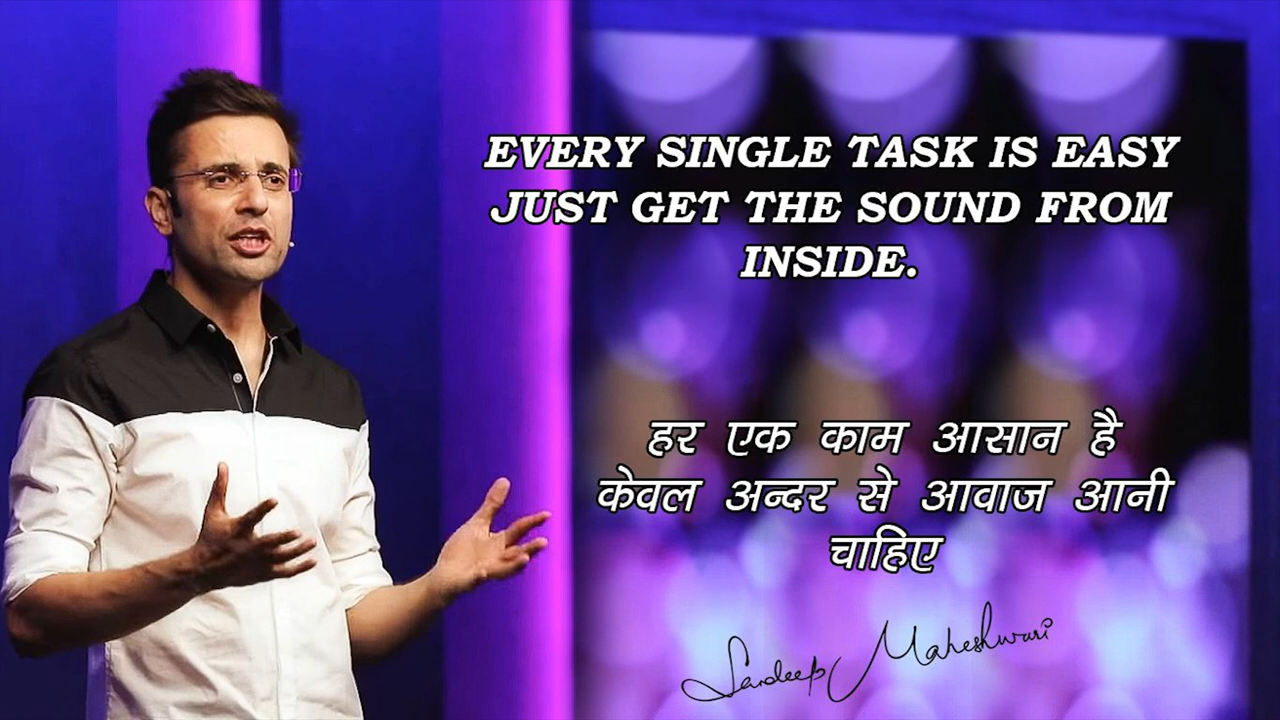 EVERY SINGLE TASK IS EASY
JUST GET THE SOUND FROM
INSIDE.
हर एक काम आसान है
केवल अन्दर से आवाज आनी
चाहिए
Sandeep Maheshwari